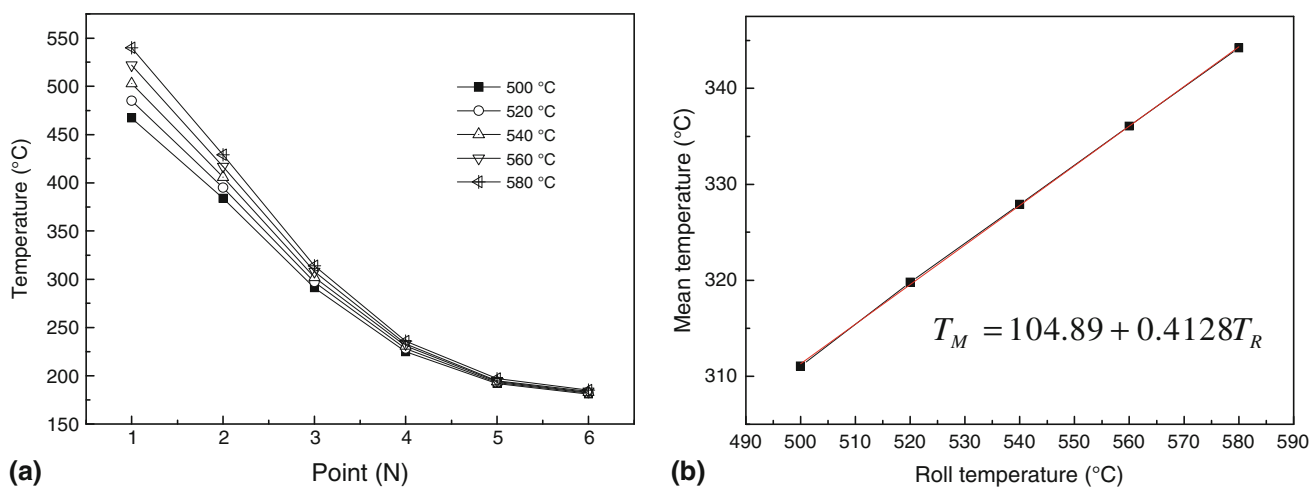 Temperature (°C)
550
500
450
400
350
300
250
200
150
1 2 3 4 5 6
Point (N)
500 °C
520 °C
540 °C
560 °C
580 °C
(a)
Mean temperature (°C)
340
330
320
310
490 500 510 520 530 540 550 560 570 580 590
Roll temperature (°C)
T_M = 104.89 + 0.4128T_R
(b)